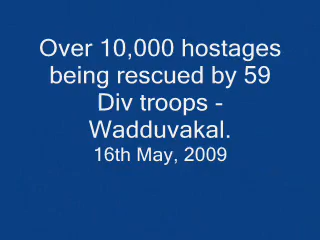 Over 10,000 hostages
being rescued by 59
Div troops -
Wadduvakal.
16th May, 2009